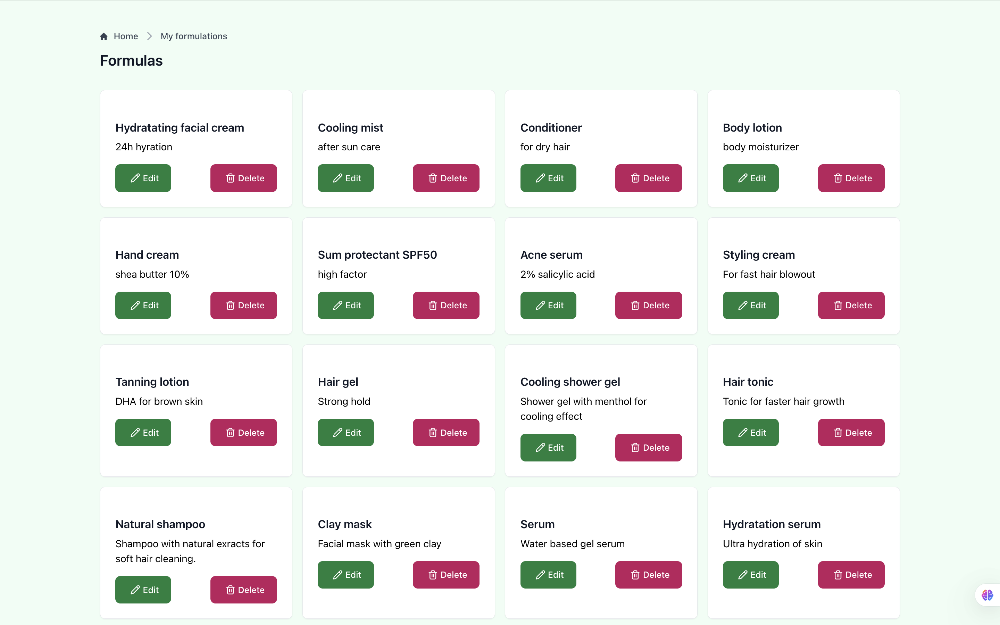 Home > My formulations
Formulas
Hydratating facial cream
24h hyration
Edit Delete
Cooling mist
after sun care
Edit Delete
Conditioner
for dry hair
Edit Delete
Body lotion
body moisturizer
Edit Delete
Hand cream
shea butter 10%
Edit Delete
Sum protectant SPF50
high factor
Edit Delete
Acne serum
2% salicylic acid
Edit Delete
Styling cream
For fast hair blowout
Edit Delete
Tanning lotion
DHA for brown skin
Edit Delete
Hair gel
Strong hold
Edit Delete
Cooling shower gel
Shower gel with menthol for
cooling effect
Edit Delete
Hair tonic
Tonic for faster hair growth
Edit Delete
Natural shampoo
Shampoo with natural exracts for
soft hair cleaning.
Edit Delete
Clay mask
Facial mask with green clay
Edit Delete
Serum
Water based gel serum
Edit Delete
Hydratation serum
Ultra hydration of skin
Edit Delete